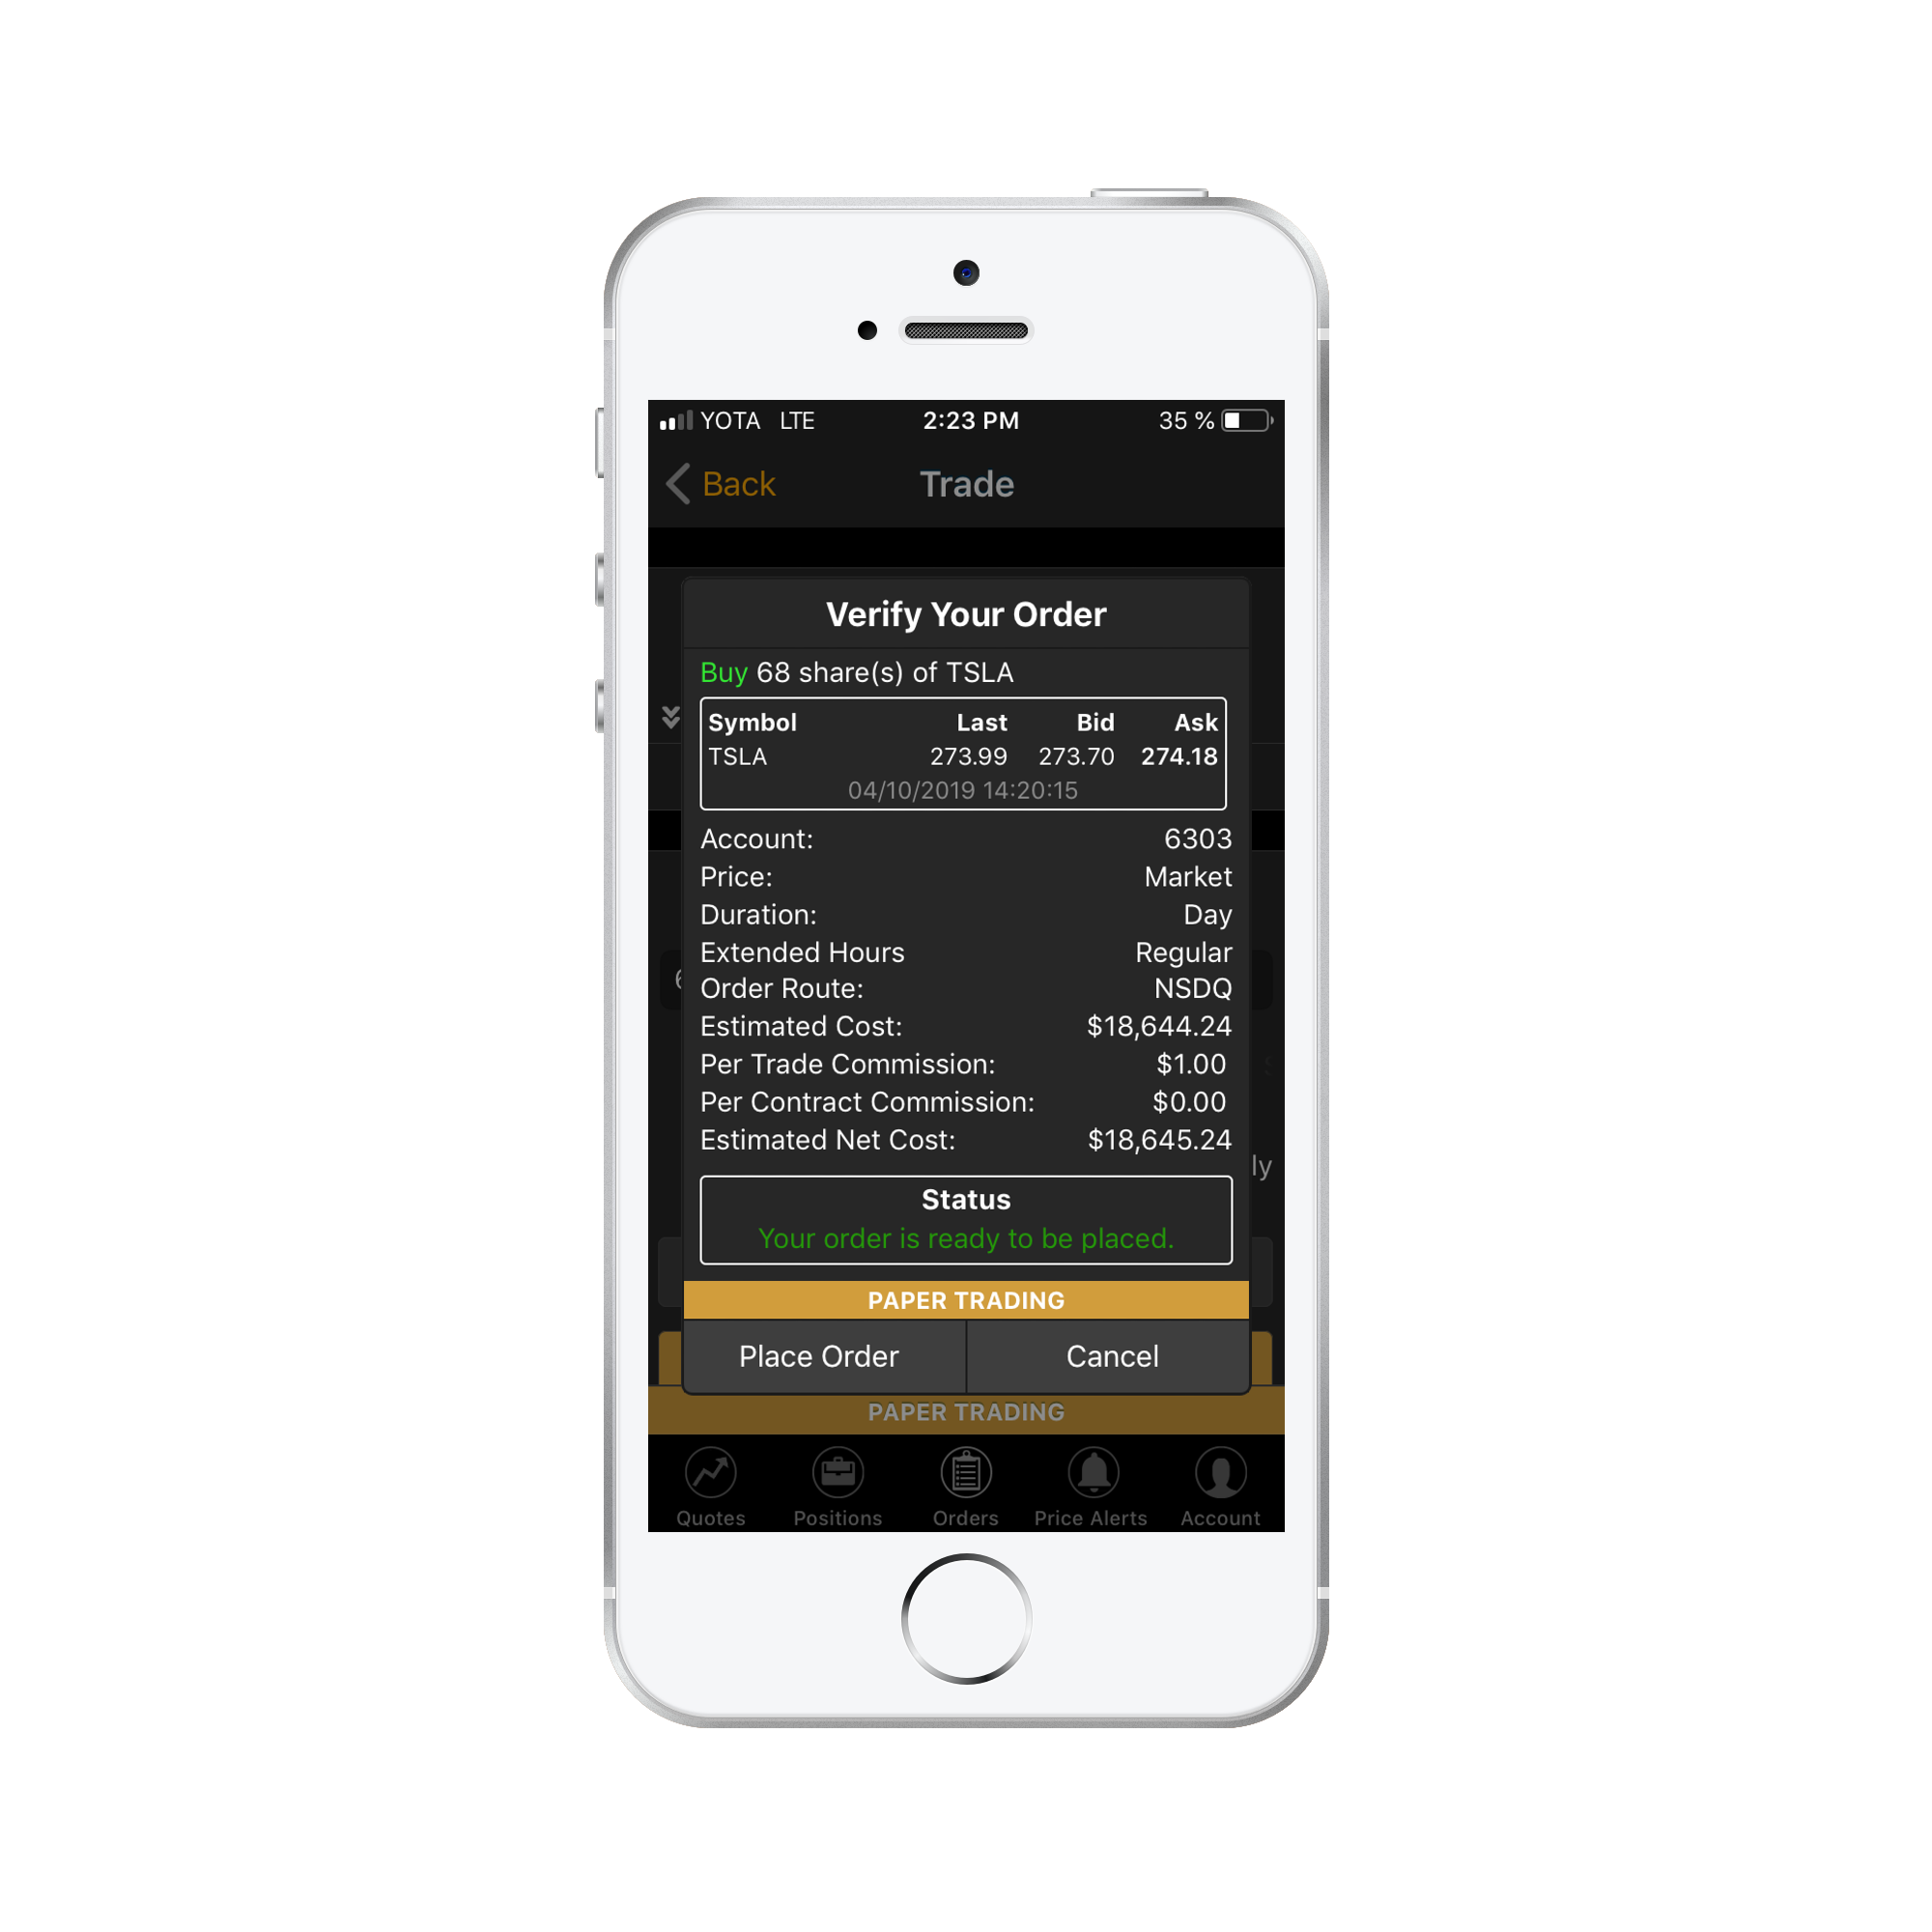 YOTA LTE 2:23 PM 35 %
Back Trade
Verify Your Order
Buy 68 share(s) of TSLA
Symbol Last Bid Ask
TSLA 273.99 273.70 274.18
04/10/2019 14:20:15
Account: 6303
Price: Market
Duration: Day
Extended Hours Regular
Order Route: NSDQ
Estimated Cost: $18,644.24
Per Trade Commission: $1.00
Per Contract Commission: $0.00
Estimated Net Cost: $18,645.24
ly
Status
Your order is ready to be placed.
PAPER TRADING
Place Order Cancel
PAPER TRADING
Quotes Positions Orders Price Alerts Account